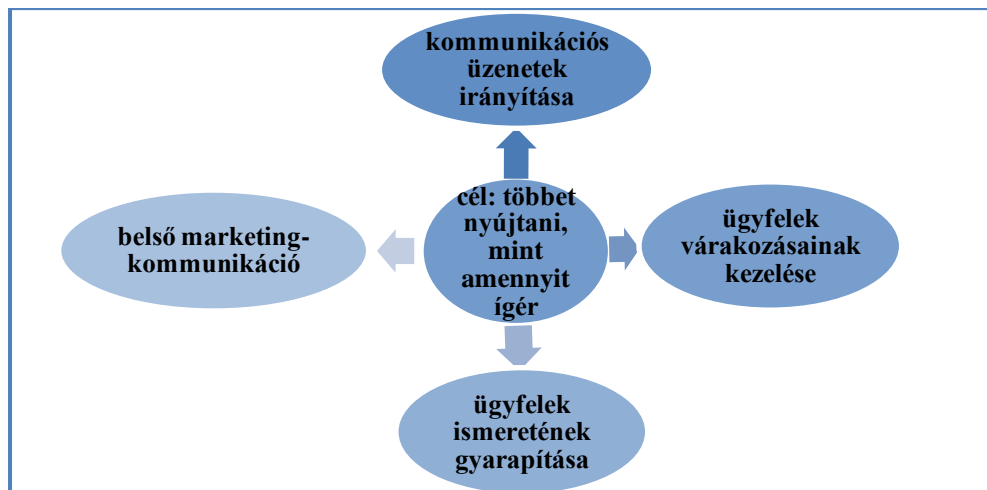 kommunikációs
üzenetek
irányítása
cél: többet
nyújtani,
mint
amennyit
ígér
belső marketing-
kommunikáció
ügyfelek
várakozásainak
kezelése
ügyfelek
ismeretének
gyarapítása